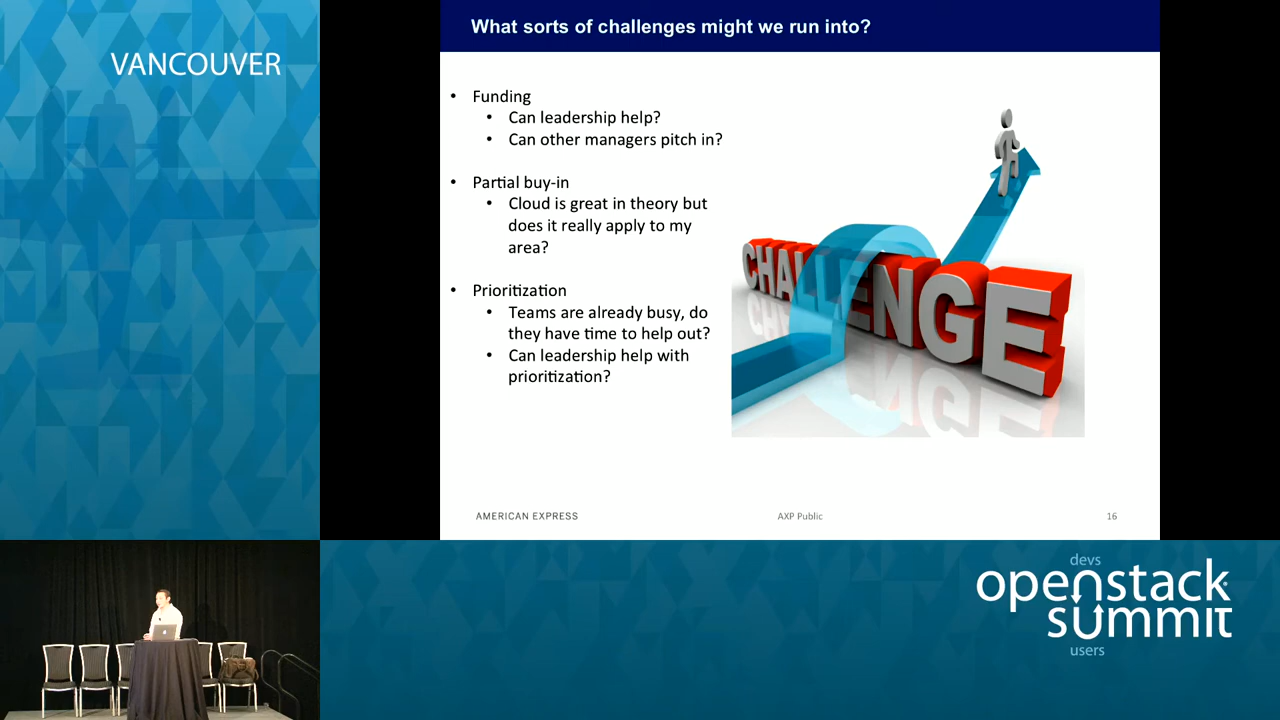 VANCOUVER
What sorts of challenges might we run into?
• Funding
• Can leadership help?
• Can other managers pitch in?
• Partial buy-in
• Cloud is great in theory but
does it really apply to my
area?
• Prioritization
• Teams are already busy, do
they have time to help out?
• Can leadership help with
prioritization?
CHALLENGE
AMERICAN EXPRESS
AXP Public
16
devs
openstack
summit
users